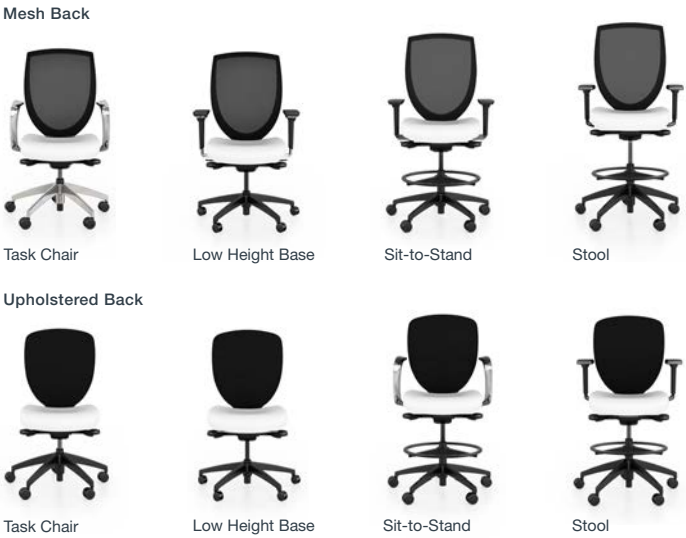 Mesh Back
Task Chair
Low Height Base
Sit-to-Stand
Stool
Upholstered Back
Task Chair
Low Height Base
Sit-to-Stand
Stool